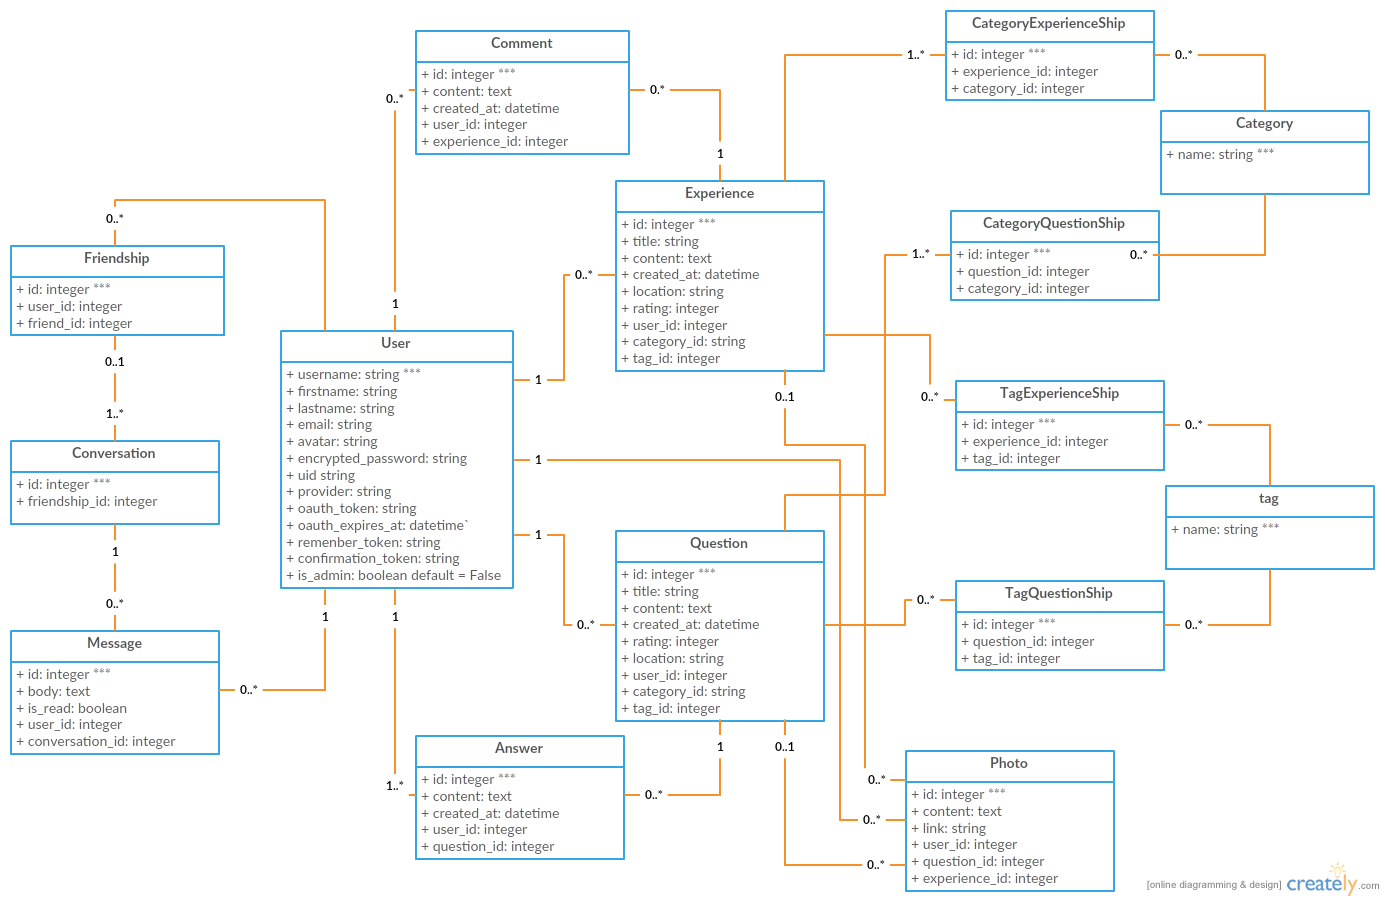 Comment
+ id: integer ***
+ content: text
+ created_at: datetime
+ user_id: integer
+ experience_id: integer
0..*
0..*
1
1
CategoryExperienceShip
+ id: integer ***
+ experience_id: integer
+ category_id: integer
1..*
0..*
Category
+ name: string ***
Experience
+ id: integer ***
+ title: string
+ content: text
+ created_at: datetime
+ location: string
+ rating: integer
+ user_id: integer
+ category_id: string
+ tag_id: integer
0..*
0..1
0..*
CategoryQuestionShip
+ id: integer ***
+ question_id: integer
+ category_id: integer
1..*
0..*
0..*
Friendship
+ id: integer ***
+ user_id: integer
+ friend_id: integer
0..1
1..*
User
+ username: string ***
+ firstname: string
+ lastname: string
+ email: string
+ avatar: string
+ encrypted_password: string
+ uid string
+ provider: string
+ oauth_token: string
+ oauth_expires_at: datetime`
+ remenber_token: string
+ confirmation_token: string
+ is_admin: boolean default = False
1
1
1
1
1
TagExperienceShip
+ id: integer ***
+ experience_id: integer
+ tag_id: integer
0..*
Conversation
+ id: integer ***
+ friendship_id: integer
1
0..*
tag
+ name: string ***
Question
+ id: integer ***
+ title: string
+ content: text
+ created_at: datetime
+ rating: integer
+ location: string
+ user_id: integer
+ category_id: string
+ tag_id: integer
0..*
1
0..1
0..*
TagQuestionShip
+ id: integer ***
+ question_id: integer
+ tag_id: integer
0..*
Message
+ id: integer ***
+ body: text
+ is_read: boolean
+ user_id: integer
+ conversation_id: integer
0..*
Answer
+ id: integer ***
+ content: text
+ created_at: datetime
+ user_id: integer
+ question_id: integer
1..*
0..*
Photo
+ id: integer ***
+ content: text
+ link: string
+ user_id: integer
+ question_id: integer
+ experience_id: integer
0..*
0..*
0..*
[online diagramming & design] creately.com